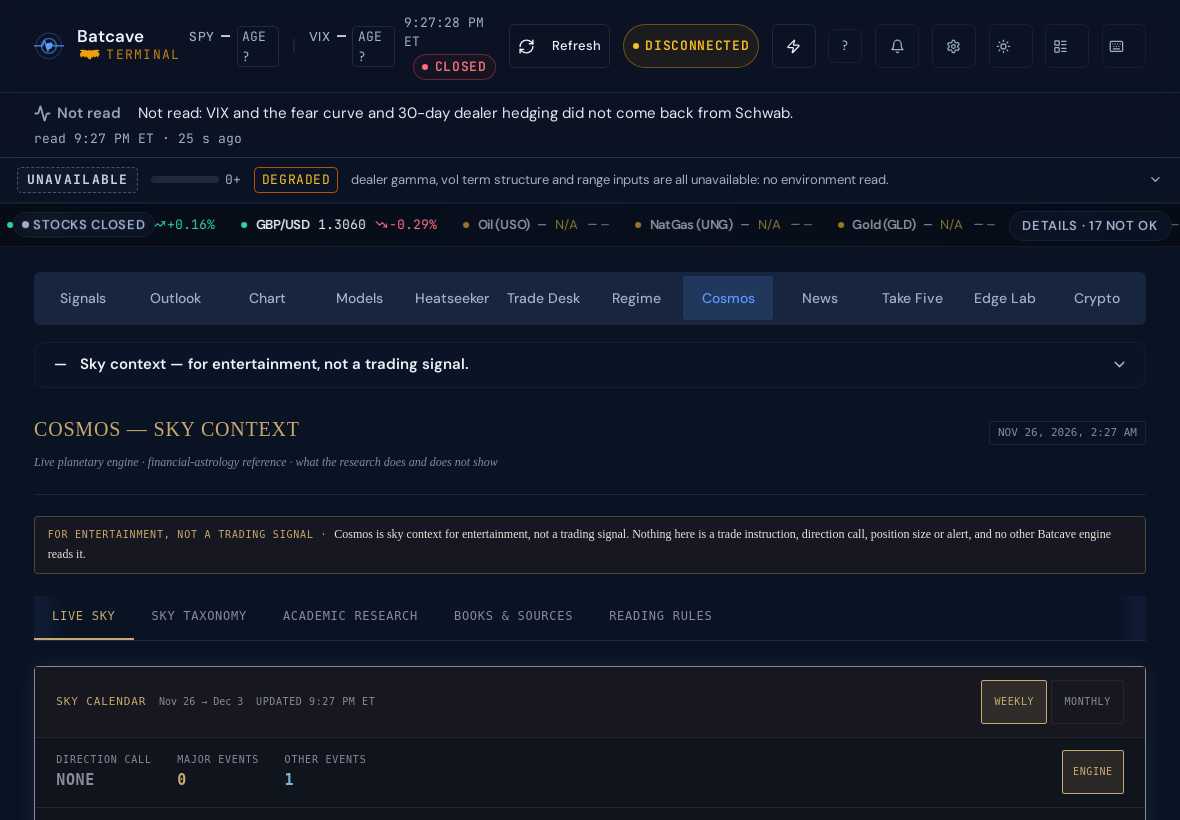 Batcave
TERMINAL
SPY — AGE ?
VIX — AGE ?
9:27:28 PM ET
CLOSED
Refresh
DISCONNECTED
?
Not read Not read: VIX and the fear curve and 30-day dealer hedging did not come back from Schwab.
read 9:27 PM ET · 25 s ago
UNAVAILABLE 0+ DEGRADED dealer gamma, vol term structure and range inputs are all unavailable: no environment read.
STOCKS CLOSED +0.16% GBP/USD 1.3060 -0.29% Oil (USO) — N/A — — NatGas (UNG) — N/A — — Gold (GLD) — N/A — — DETAILS · 17 NOT OK
Signals Outlook Chart Models Heatseeker Trade Desk Regime Cosmos News Take Five Edge Lab Crypto
— Sky context — for entertainment, not a trading signal.
COSMOS — SKY CONTEXT
NOV 26, 2026, 2:27 AM
Live planetary engine · financial-astrology reference · what the research does and does not show
FOR ENTERTAINMENT, NOT A TRADING SIGNAL · Cosmos is sky context for entertainment, not a trading signal. Nothing here is a trade instruction, direction call, position size or alert, and no other Batcave engine
reads it.
LIVE SKY SKY TAXONOMY ACADEMIC RESEARCH BOOKS & SOURCES READING RULES
SKY CALENDAR Nov 26 → Dec 3 UPDATED 9:27 PM ET WEEKLY MONTHLY
DIRECTION CALL MAJOR EVENTS OTHER EVENTS
NONE 0 1
ENGINE